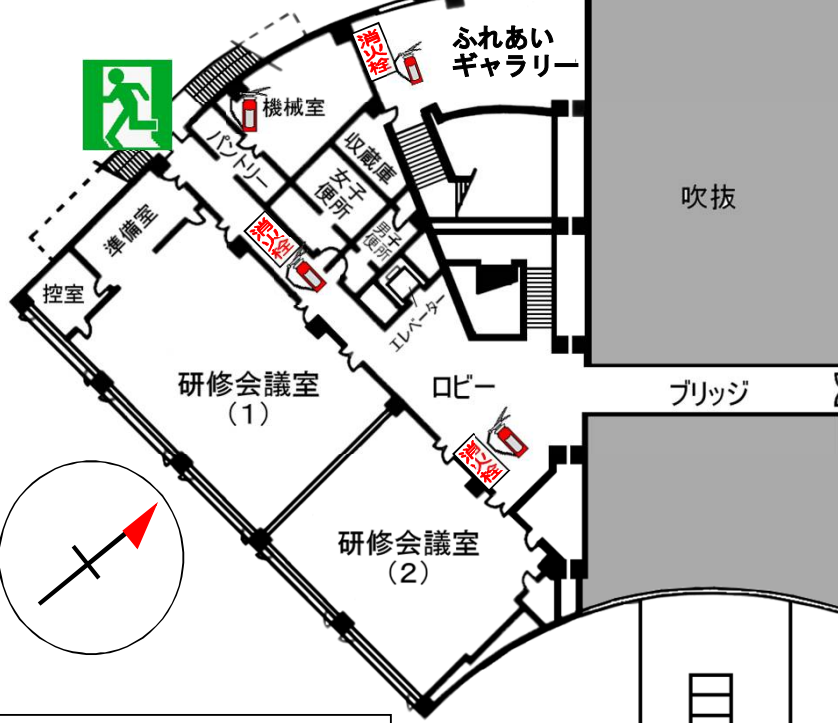 消火栓
ふれあい
ギャラリー
機械室
パントリー
収蔵庫
女子
便所
男子
便所
吹抜
準備室
消火栓
控室
エレベーター
研修会議室
（1）
ロビー
ブリッジ
消火栓
研修会議室
（2）